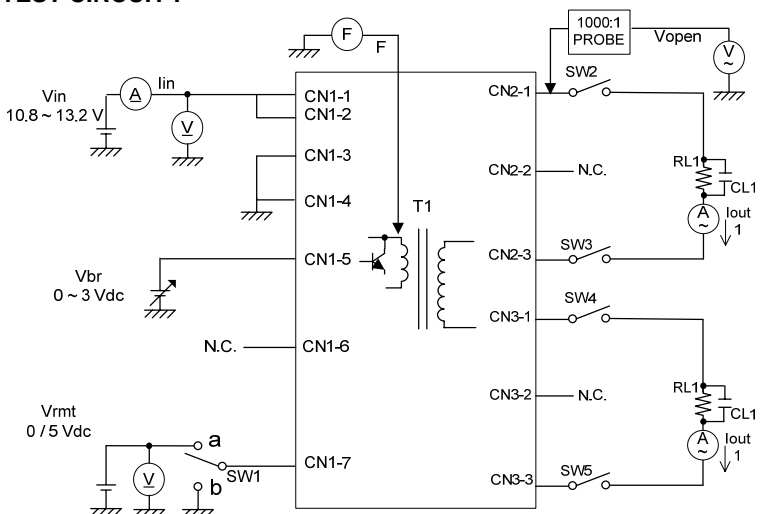 TEST CIRCUIT 1
F
F
1000:1
PROBE
Vopen
V
~
SW2
Vin
10.8 ~ 13.2 V
A
Iin
V
CN1-1
CN1-2
CN1-3
CN1-4
CN1-5
CN1-6
CN1-7
T1
CN2-1
CN2-2
N.C.
CN2-3
SW3
RL1
CL1
A
~
Iout
1
Vbr
0 ~ 3 Vdc
N.C.
Vrmt
0 / 5 Vdc
V
a
b
SW1
CN3-1
SW4
CN3-2
N.C.
CN3-3
SW5
RL1
CL1
A
~
Iout
1